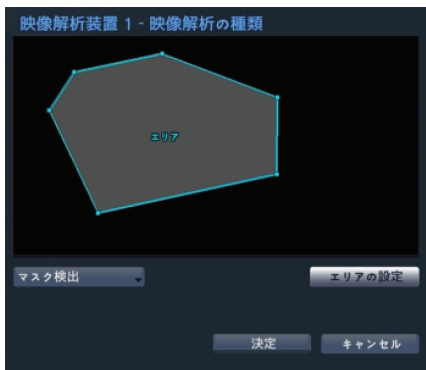 映像解析装置 1 - 映像解析の種類
エリア
マスク検出
エリアの設定
決定
キャンセル